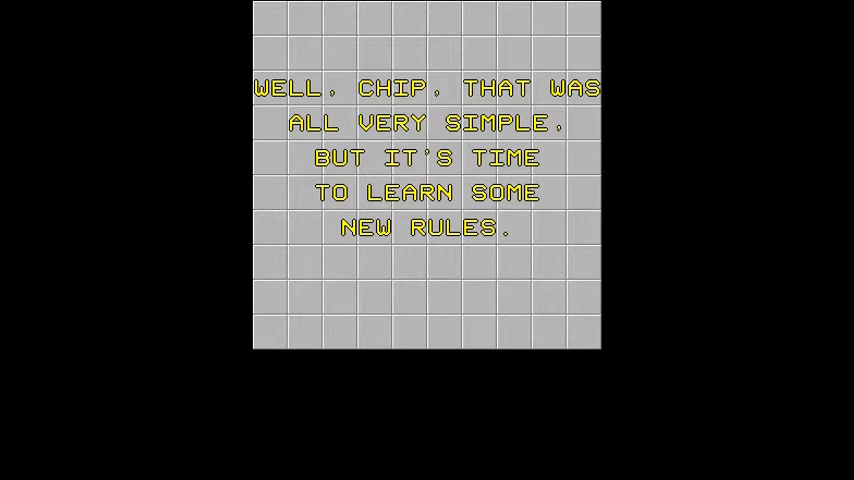 WELL, CHIP, THAT WAS
ALL VERY SIMPLE,
BUT IT'S TIME
TO LEARN SOME
NEW RULES.